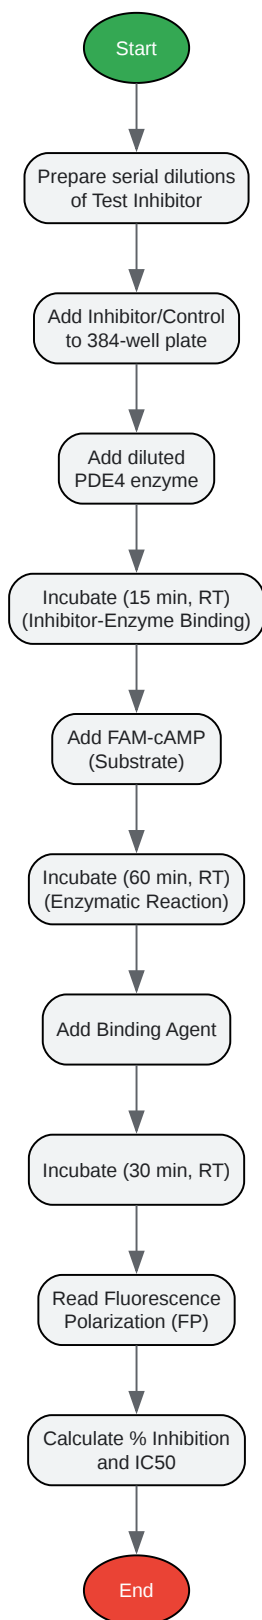 Start
Prepare serial dilutions
of Test Inhibitor
Add Inhibitor/Control
to 384-well plate
Add diluted
PDE4 enzyme
Incubate (15 min, RT)
(Inhibitor-Enzyme Binding)
Add FAM-cAMP
(Substrate)
Incubate (60 min, RT)
(Enzymatic Reaction)
Add Binding Agent
Incubate (30 min, RT)
Read Fluorescence
Polarization (FP)
Calculate % Inhibition
and IC50
End